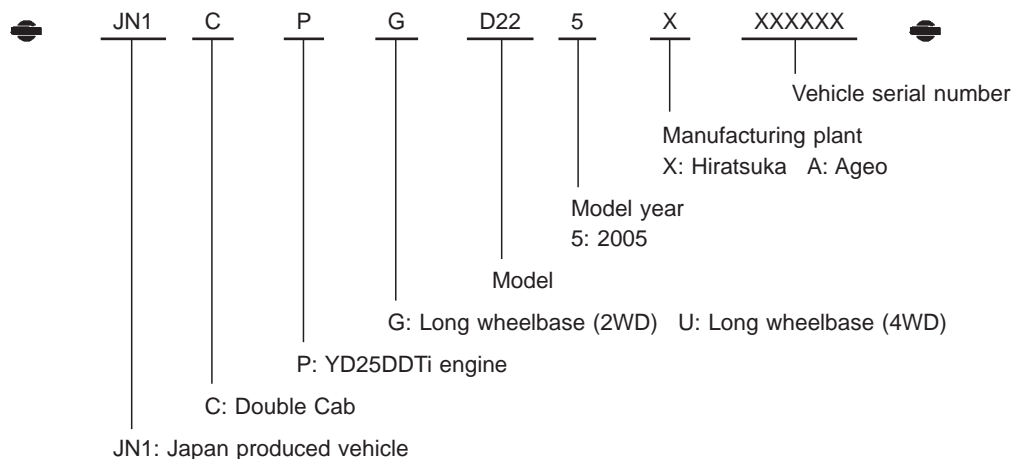 JN1 C P G D22 5 X XXXXXX
Vehicle serial number
Manufacturing plant
X: Hiratsuka A: Ageo
Model year
5: 2005
Model
G: Long wheelbase (2WD) U: Long wheelbase (4WD)
P: YD25DDTi engine
C: Double Cab
JN1: Japan produced vehicle